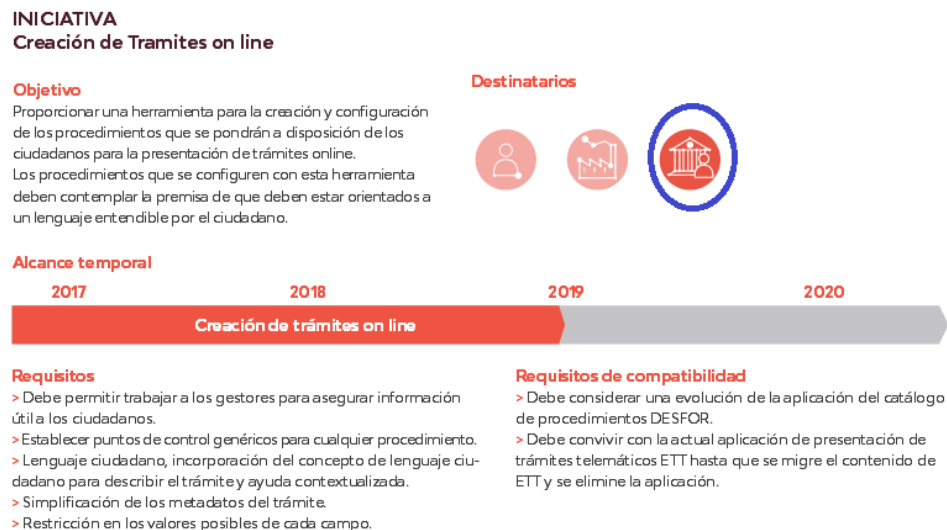 INICIATIVA
Creación de Tramites on line
Objetivo
Proporcionar una herramienta para la creación y configuración
de los procedimientos que se pondrán a disposición de los
ciudadanos para la presentación de trámites online.
Los procedimientos que se configuren con esta herramienta
deben contemplar la premisa de que deben estar orientados a
un lenguaje entendible por el ciudadano.
Destinatarios
Alcance temporal
2017 2018 2019 2020
Creación de trámites on line
Requisitos
> Debe permitir trabajar a los gestores para asegurar información
útil a los ciudadanos.
> Establecer puntos de control genéricos para cualquier procedimiento.
> Lenguaje ciudadano, incorporación del concepto de lenguaje ciu-
dadano para describir el trámite y ayuda contextualizada.
> Simplificación de los metadatos del trámite.
> Restricción en los valores posibles de cada campo.
Requisitos de compatibilidad
> Debe considerar una evolución de la aplicación del catálogo
de procedimientos DESFOR.
> Debe convivir con la actual aplicación de presentación de
trámites telemáticos ETT hasta que se migre el contenido de
ETT y se elimine la aplicación.